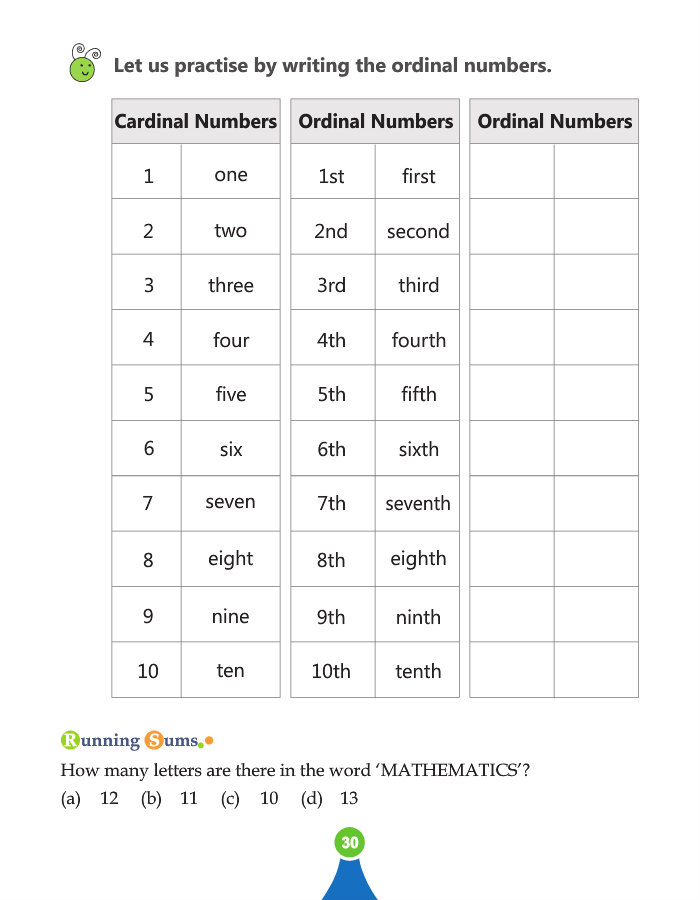 Let us practise by writing the ordinal numbers.
Cardinal Numbers Ordinal Numbers Ordinal Numbers
1 one 1st first
2 two 2nd second
3 three 3rd third
4 four 4th fourth
5 five 5th fifth
6 six 6th sixth
7 seven 7th seventh
8 eight 8th eighth
9 nine 9th ninth
10 ten 10th tenth
Running Sums
How many letters are there in the word ‘MATHEMATICS’?
(a) 12 (b) 11 (c) 10 (d) 13
30